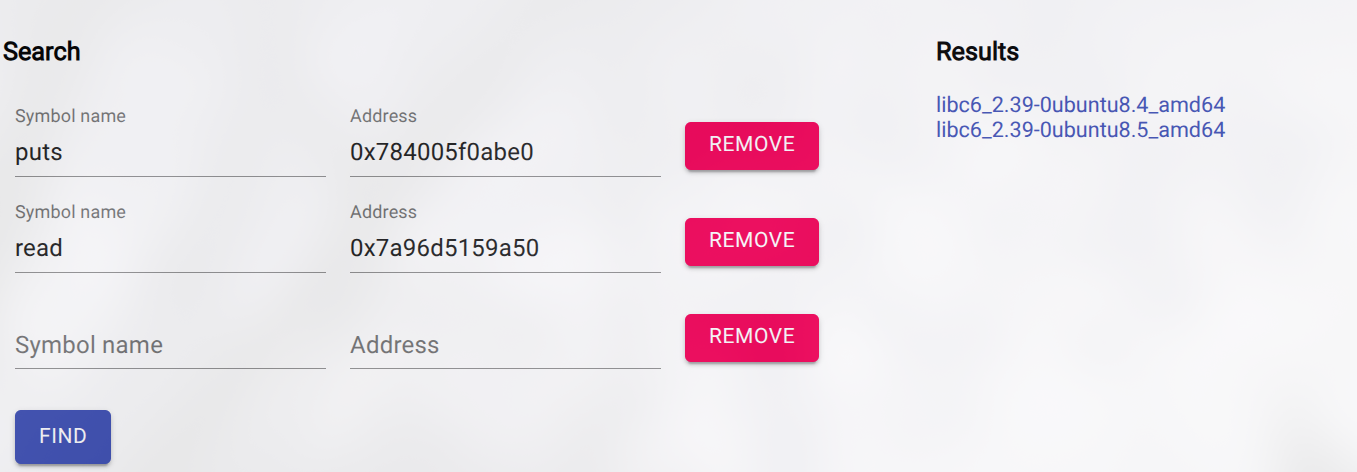 Search
Results
Symbol name
Address
puts
0x784005f0abe0
REMOVE
libc6_2.39-0ubuntu8.4_amd64
libc6_2.39-0ubuntu8.5_amd64
Symbol name
Address
read
0x7a96d5159a50
REMOVE
Symbol name
Address
REMOVE
FIND